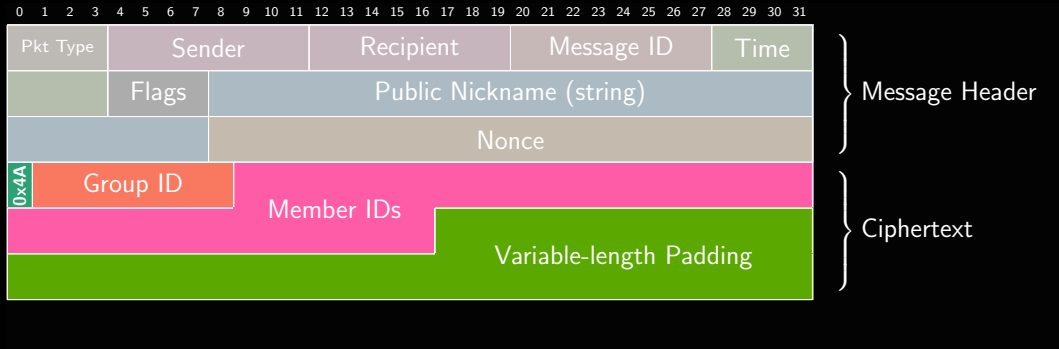 0 1 2 3 4 5 6 7 8 9 10 11 12 13 14 15 16 17 18 19 20 21 22 23 24 25 26 27 28 29 30 31
Pkt Type Sender Recipient Message ID Time
Flags Public Nickname (string) Message Header
Nonce
0x4A Group ID
Member IDs
Ciphertext
Variable-length Padding